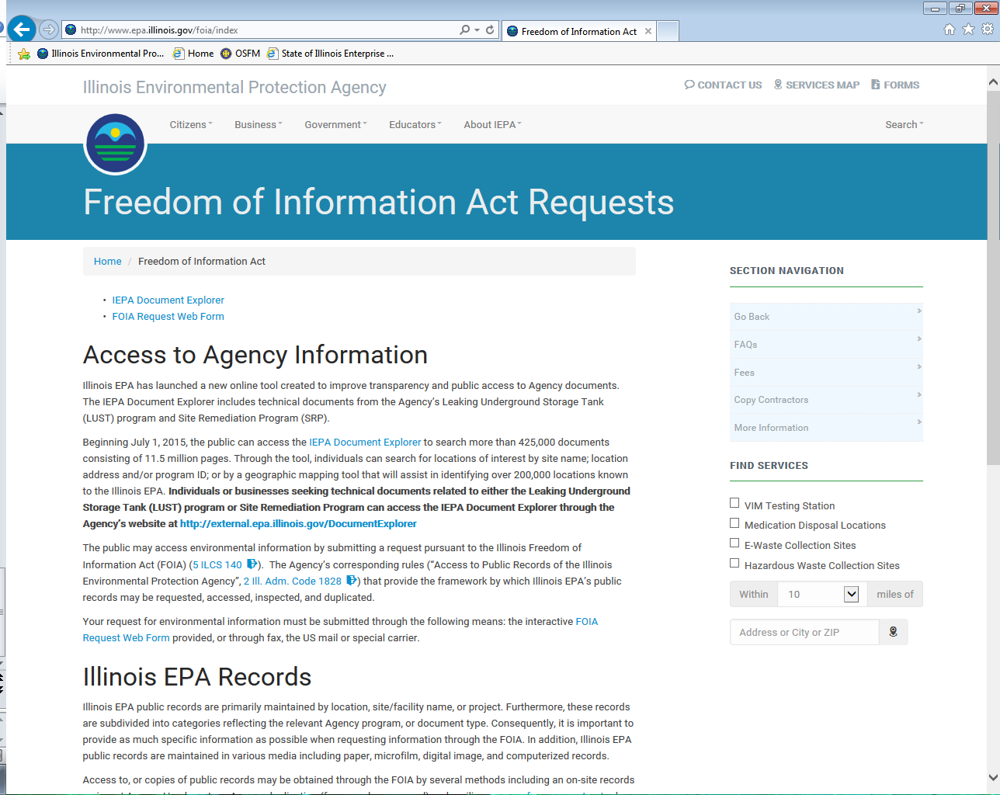 http://www.epa.illinois.gov/foia/index
Freedom of Information Act
Illinois Environmental Pro...
Home
OSFM
State of Illinois Enterprise ...
Illinois Environmental Protection Agency
CONTACT US
SERVICES MAP
FORMS
Citizens
Business
Government
Educators
About IEPA
Search
Freedom of Information Act Requests
Home / Freedom of Information Act
• IEPA Document Explorer
• FOIA Request Web Form
Access to Agency Information
Illinois EPA has launched a new online tool created to improve transparency and public access to Agency documents.
The IEPA Document Explorer includes technical documents from the Agency's Leaking Underground Storage Tank
(LUST) program and Site Remediation Program (SRP).
Beginning July 1, 2015, the public can access the IEPA Document Explorer to search more than 425,000 documents
consisting of 11.5 million pages. Through the tool, individuals can search for locations of interest by site name; location
address and/or program ID; or by a geographic mapping tool that will assist in identifying over 200,000 locations known
to the Illinois EPA. Individuals or businesses seeking technical documents related to either the Leaking Underground
Storage Tank (LUST) program or Site Remediation Program can access the IEPA Document Explorer through the
Agency's website at http://external.epa.illinois.gov/DocumentExplorer
The public may access environmental information by submitting a request pursuant to the Illinois Freedom of
Information Act (FOIA) (5 ILCS 140 ). The Agency's corresponding rules (“Access to Public Records of the Illinois
Environmental Protection Agency”, 2 Ill. Adm. Code 1828 ) that provide the framework by which Illinois EPA's public
records may be requested, accessed, inspected, and duplicated.
Your request for environmental information must be submitted through the following means: the interactive FOIA
Request Web Form provided, or through fax, the US mail or special carrier.
Illinois EPA Records
Illinois EPA public records are primarily maintained by location, site/facility name, or project. Furthermore, these records
are subdivided into categories reflecting the relevant Agency program, or document type. Consequently, it is important to
provide as much specific information as possible when requesting information through the FOIA. In addition, Illinois EPA
public records are maintained in various media including paper, microfilm, digital image, and computerized records.
Access to, or copies of public records may be obtained through the FOIA by several methods including an on-site records
SECTION NAVIGATION
Go Back
FAQs
Fees
Copy Contractors
More Information
FIND SERVICES
VIM Testing Station
Medication Disposal Locations
E-Waste Collection Sites
Hazardous Waste Collection Sites
Within 10 miles of
Address or City or ZIP